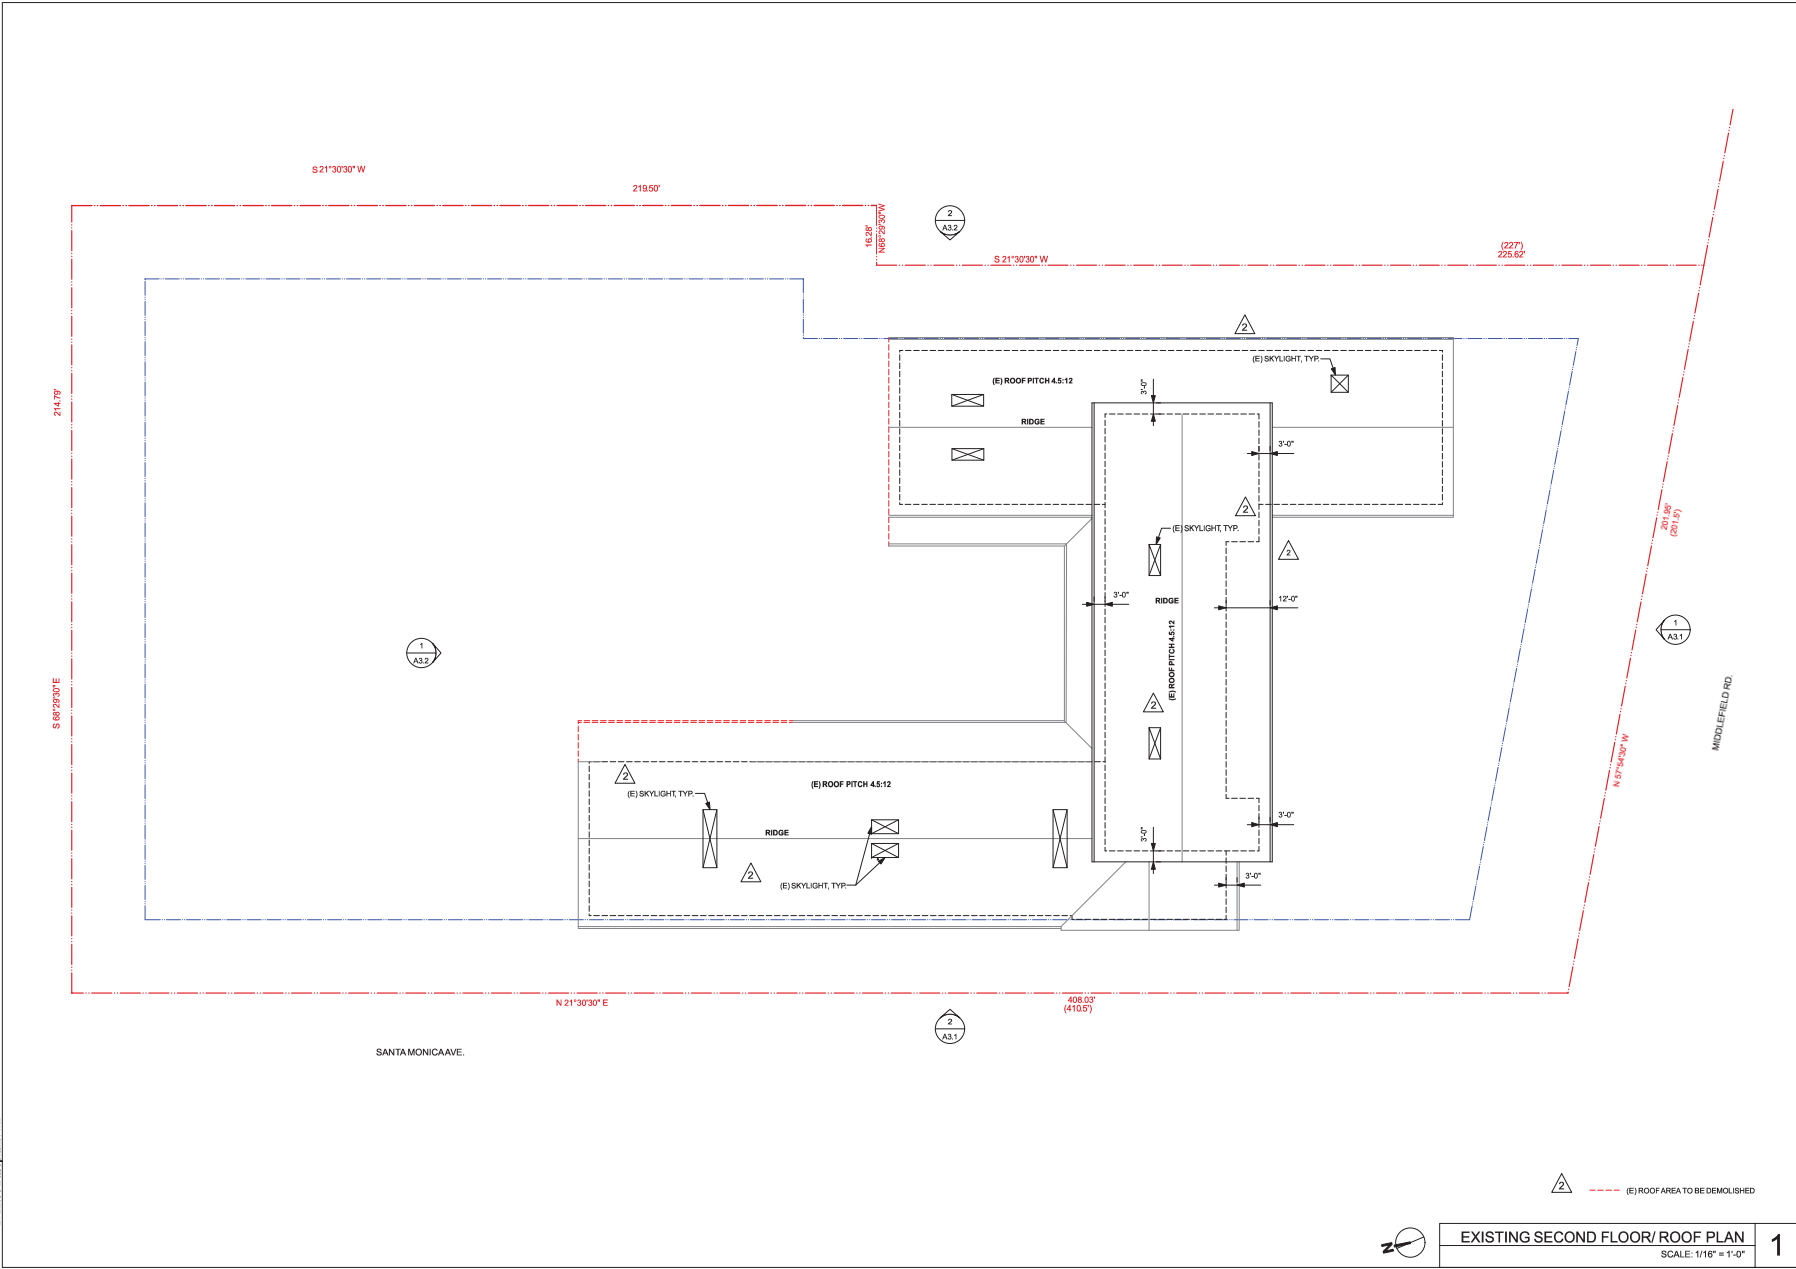 S 21°30'30" W
219.50'
16.28'
N68°29'30"W
2
A3.2
S 21°30'30" W
(227')
225.62'
2
(E) SKYLIGHT, TYP.
(E) ROOF PITCH 4.5:12
3'-0"
RIDGE
3'-0"
214.79'
2
(E) SKYLIGHT, TYP.
2
201.95'
(201.5')
3'-0"
RIDGE
12'-0"
1
A3.2
1
A3.1
(E) ROOF PITCH 4.5:12
S 68°29'30" E
2
MIDDLEFIELD RD.
N 57°54'30" W
2
(E) ROOF PITCH 4.5:12
(E) SKYLIGHT, TYP.
RIDGE
3'-0"
3'-0"
2
(E) SKYLIGHT, TYP.
3'-0"
N 21°30'30" E
408.03'
(410.5')
2
A3.1
SANTA MONICA AVE.
2
(E) ROOF AREA TO BE DEMOLISHED
N
EXISTING SECOND FLOOR/ ROOF PLAN
SCALE: 1/16" = 1'-0"
1